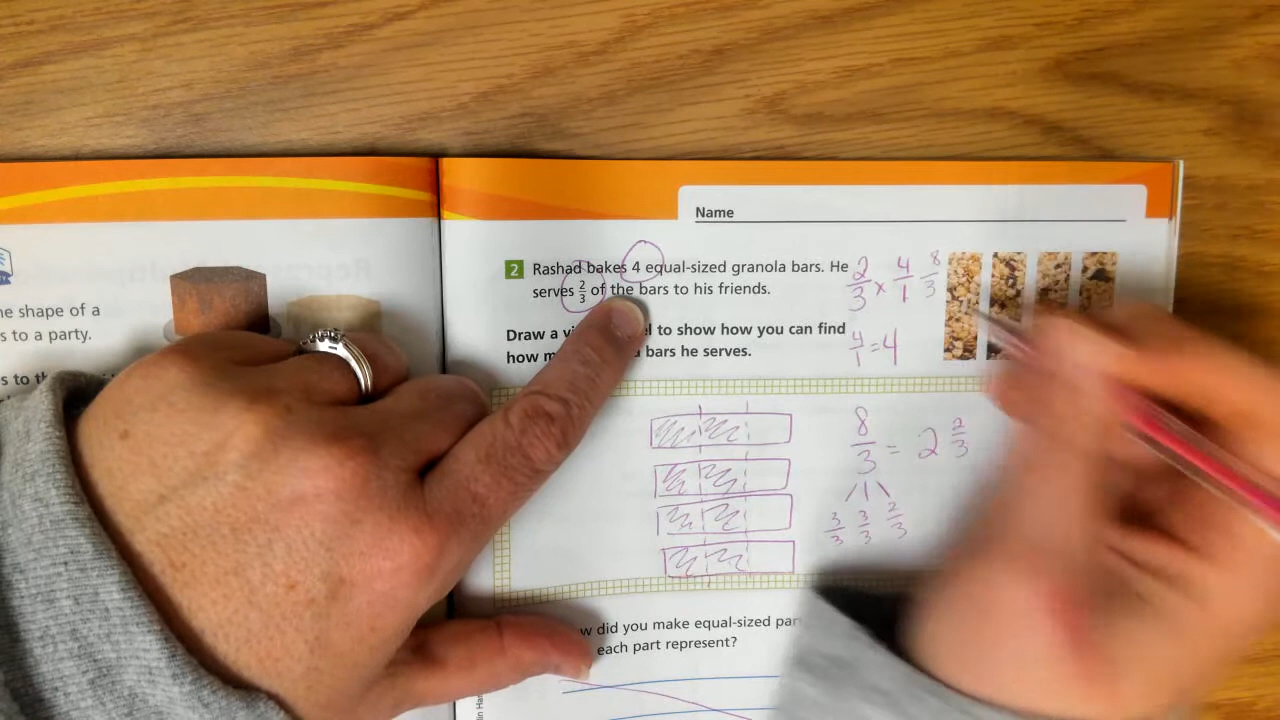 he shape of a
s to a party.
Name
2 Rashad bakes 4 equal-sized granola bars. He
serves 2/3 of the bars to his friends.
Draw a to show how you can find
how bars he serves.
2/3 x 4/1 8/3
4/1 = 4
8/3 = 2 2/3
3/3 3/3 2/3
did you make equal-sized
each part represent?